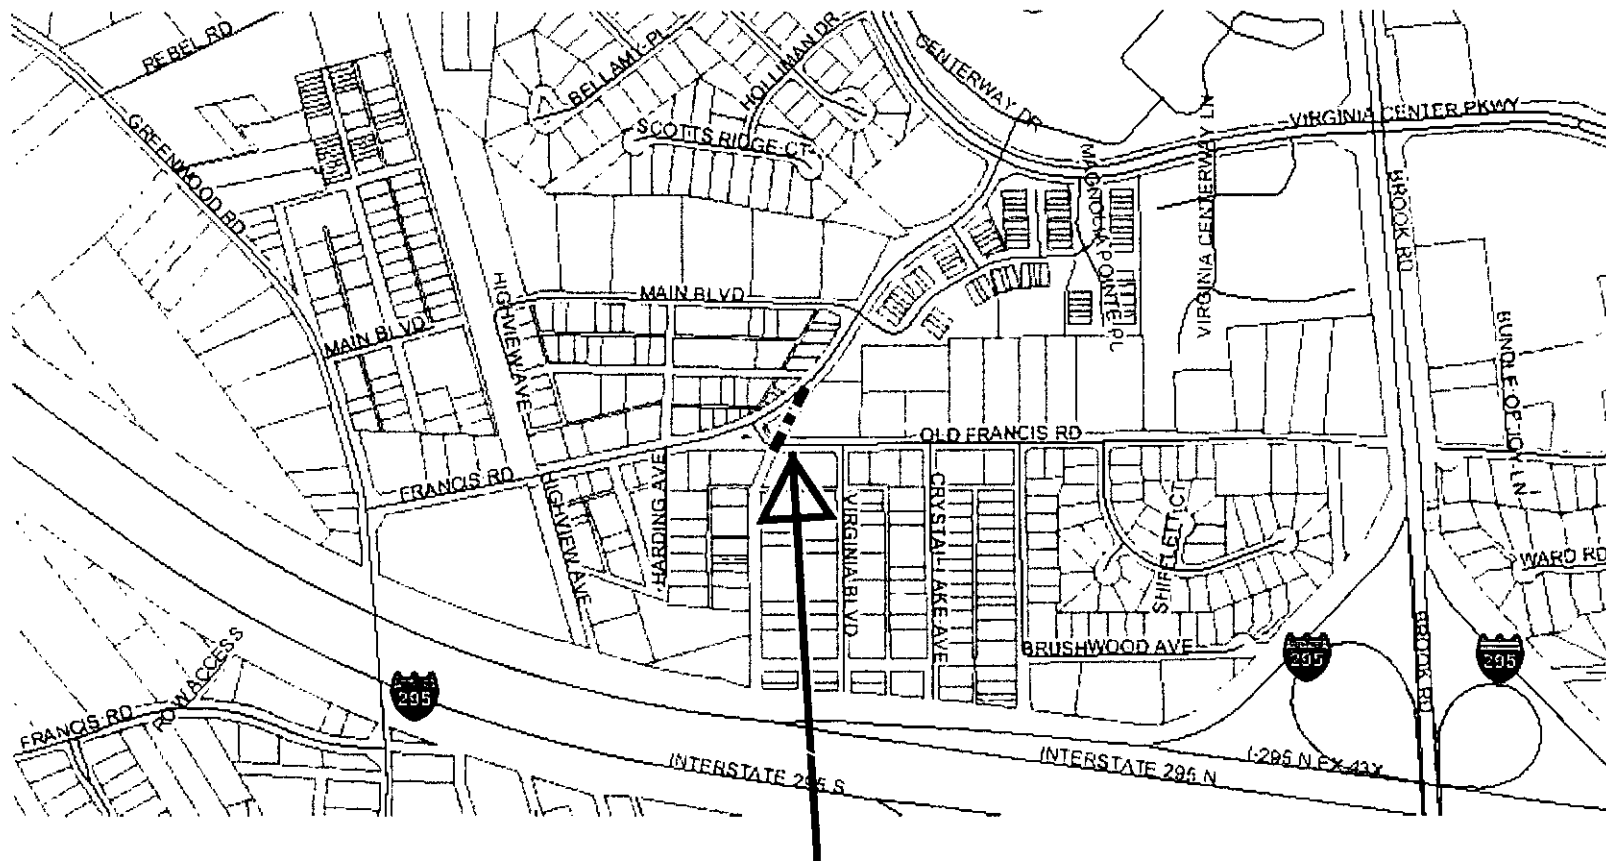 REBEL RD
BELLAMY PL
HOLLIMAN DR
CENTERWAY DR
VIRGINIA CENTER PKWY
GREENWOOD RD
SCOTTS RIDGE CT
MAGNOLIA POINTE PL
VIRGINIA CENTERWAY LN
BROOK RD
MAIN BLVD
HIGHVIEW AVE
MAIN BLVD
BUNDLE OF JOY LN
OLD FRANCIS RD
FRANCIS RD
HIGHVIEW AVE
HARDING AVE
VIRGINIA BLVD
CRYSTAL LAKE AVE
SHIFFLETT CT
WARD RD
BRUSHWOOD AVE
BROOK RD
295
295
295
FRANCIS RD
ROW ACCESS
INTERSTATE 295 S
INTERSTATE 295 N
I-295 N EX 43X